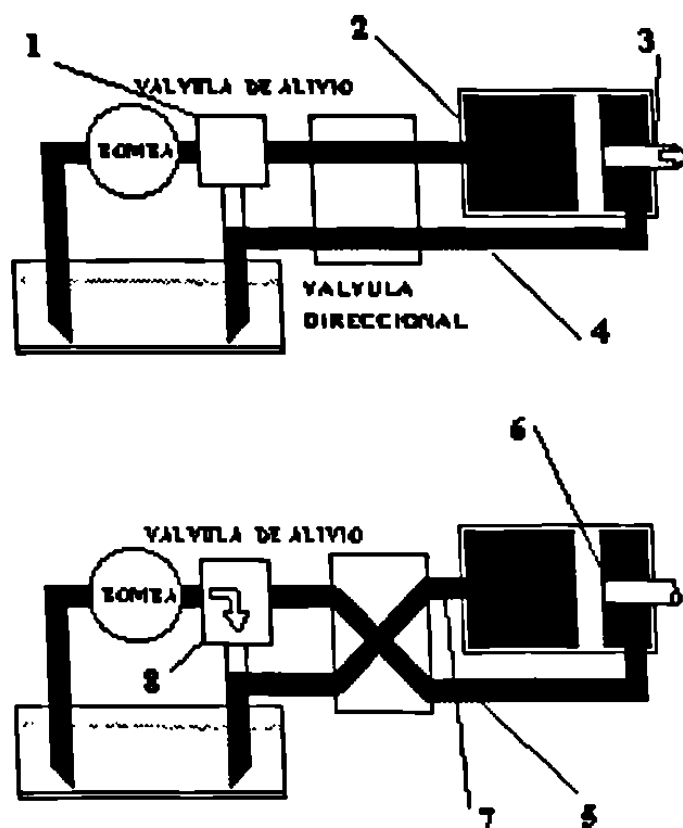 1
2
3
VALVULA DE ALIVIO
BOMBA
VALVULA
DIRECCIONAL
4
6
VALVULA DE ALIVIO
BOMBA
8
7
5